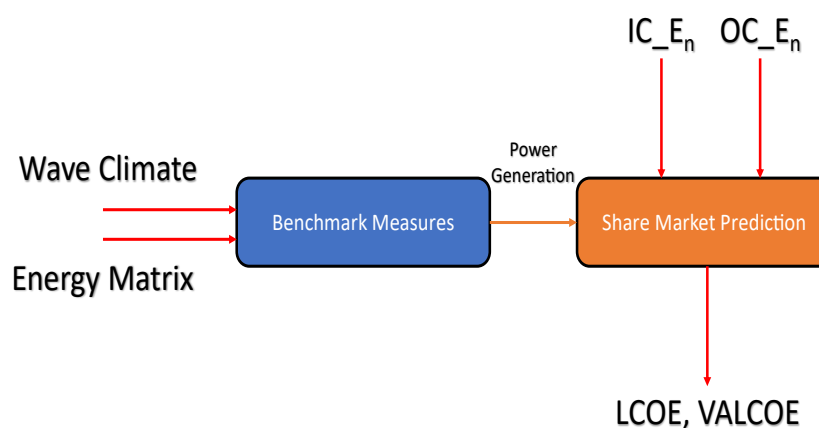 IC_Eₙ OC_Eₙ
Wave Climate
Power
Generation
Benchmark Measures
Share Market Prediction
Energy Matrix
LCOE, VALCOE